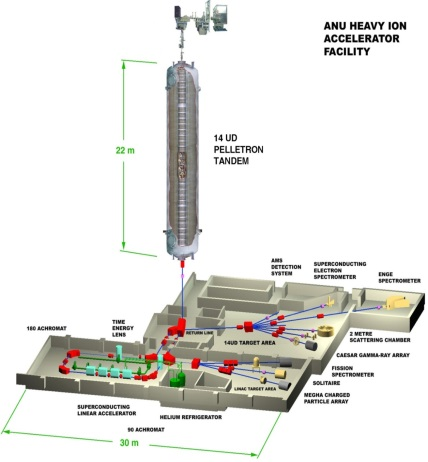 ANU HEAVY ION
ACCELERATOR
FACILITY
14 UD
PELLETRON
TANDEM
22 m
AMS
DETECTION
SYSTEM
SUPERCONDUCTING
ELECTRON
SPECTROMETER
ENGE
SPECTROMETER
TIME
ENERGY
LENS
180 ACHROMAT
RETURN LINE
14UD TARGET AREA
2 METRE
SCATTERING CHAMBER
CAESAR GAMMA-RAY ARRAY
FISSION
SPECTROMETER
SOLITAIRE
LINAC TARGET AREA
MEGHA CHARGED
PARTICLE ARRAY
SUPERCONDUCTING
LINEAR ACCELERATOR
HELIUM REFRIGERATOR
90 ACHROMAT
30 m